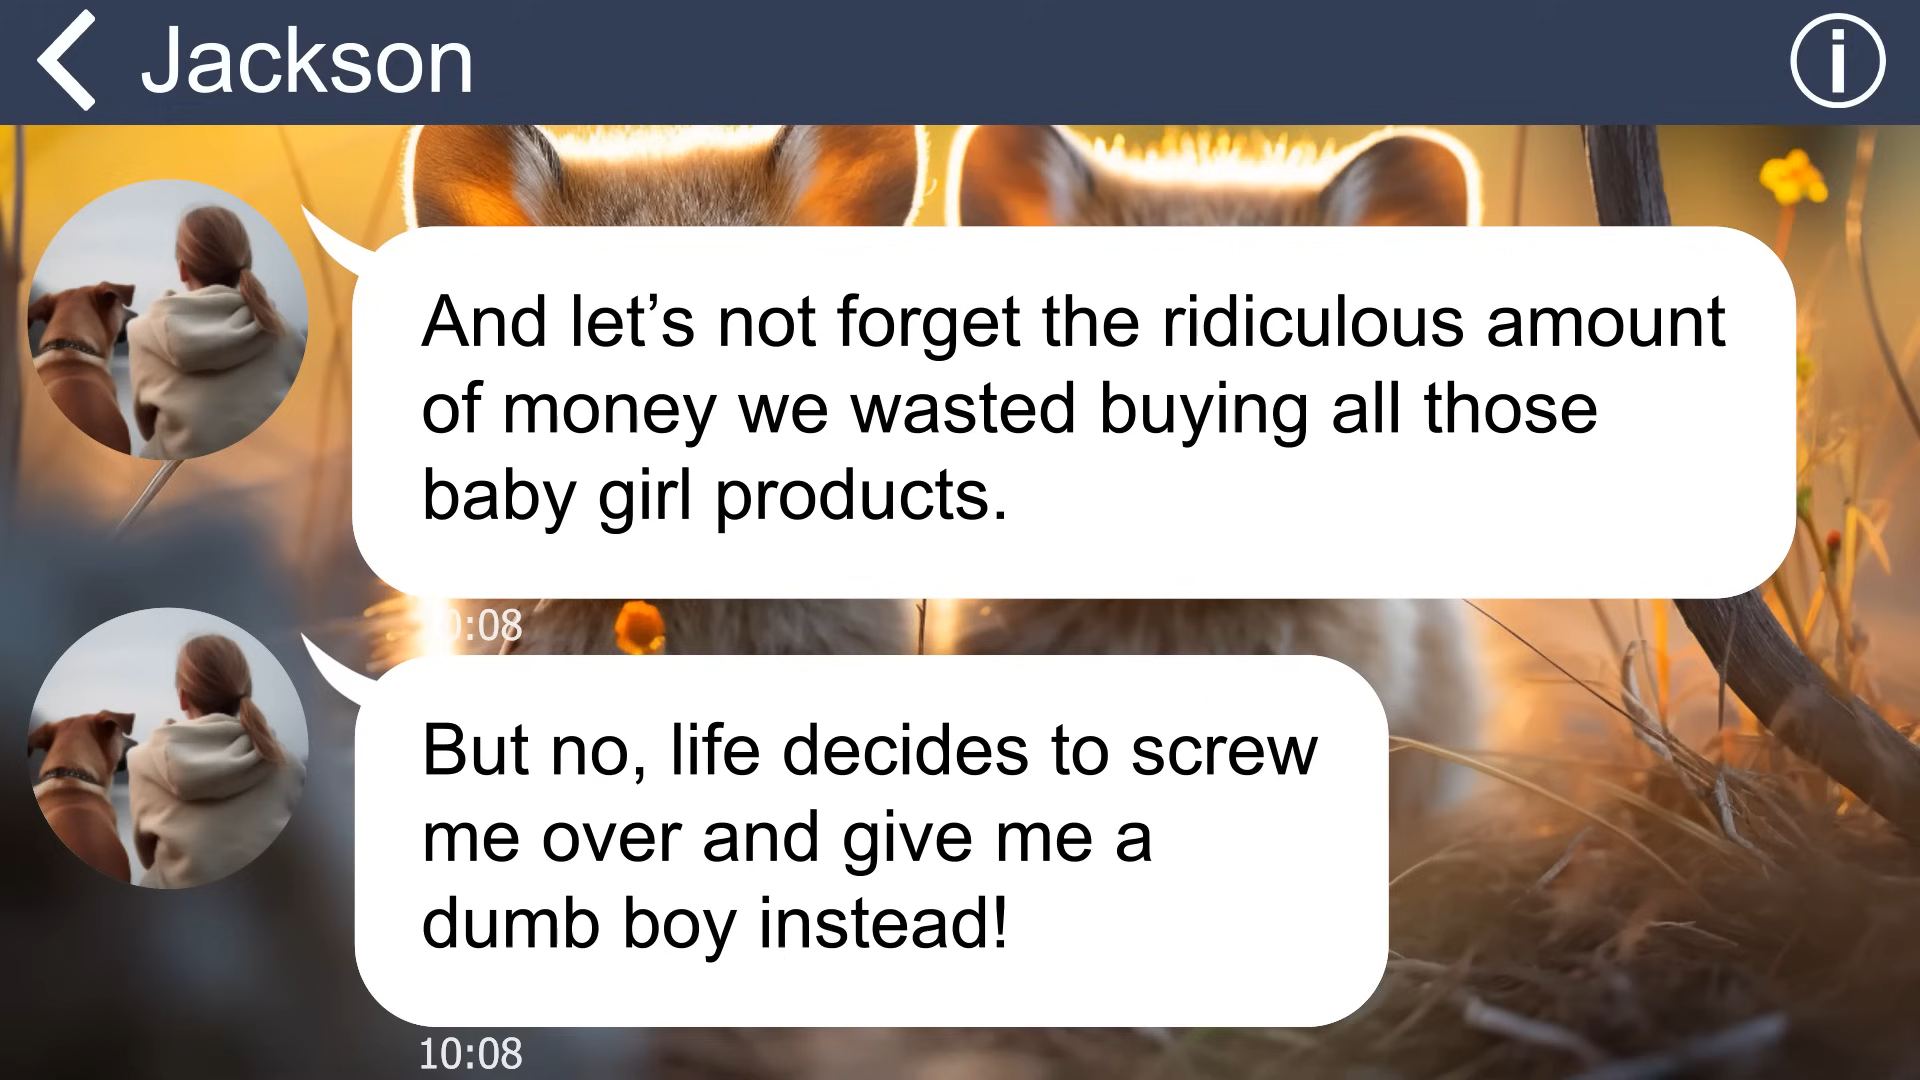 Jackson
And let’s not forget the ridiculous amount
of money we wasted buying all those
baby girl products.
:08
But no, life decides to screw
me over and give me a
dumb boy instead!
10:08